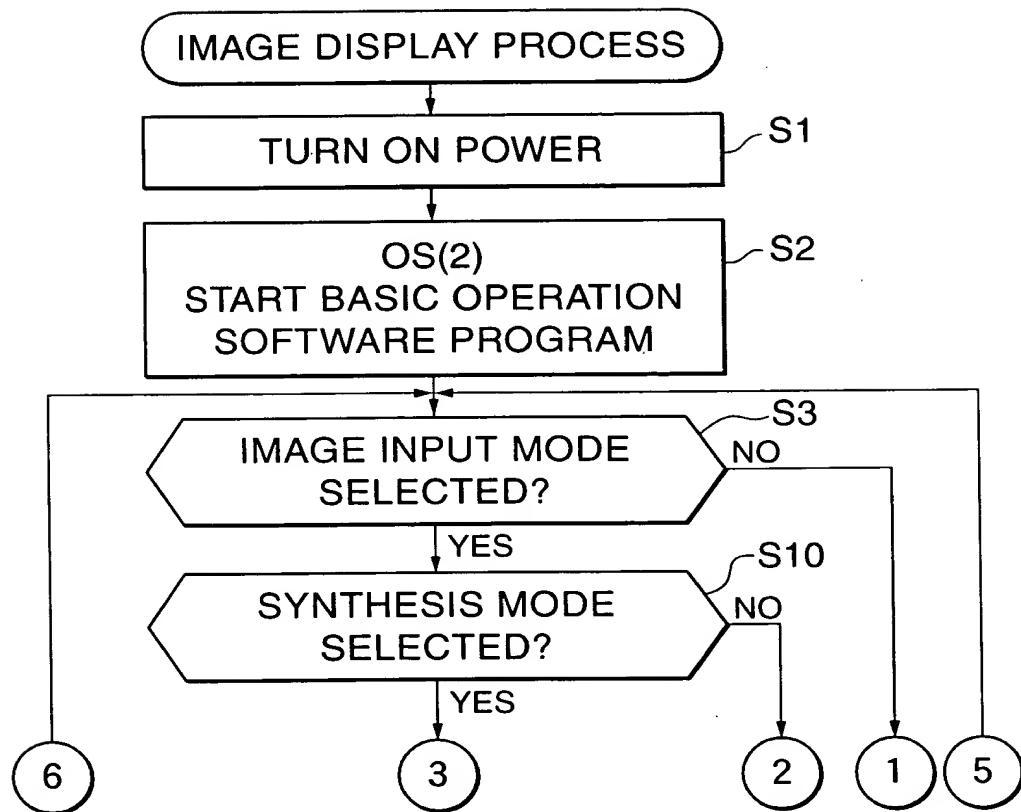 IMAGE DISPLAY PROCESS
TURN ON POWER
S1
OS(2)
START BASIC OPERATION
SOFTWARE PROGRAM
S2
IMAGE INPUT MODE
SELECTED?
S3
NO
YES
SYNTHESIS MODE
SELECTED?
S10
NO
YES
6
3
2
1
5